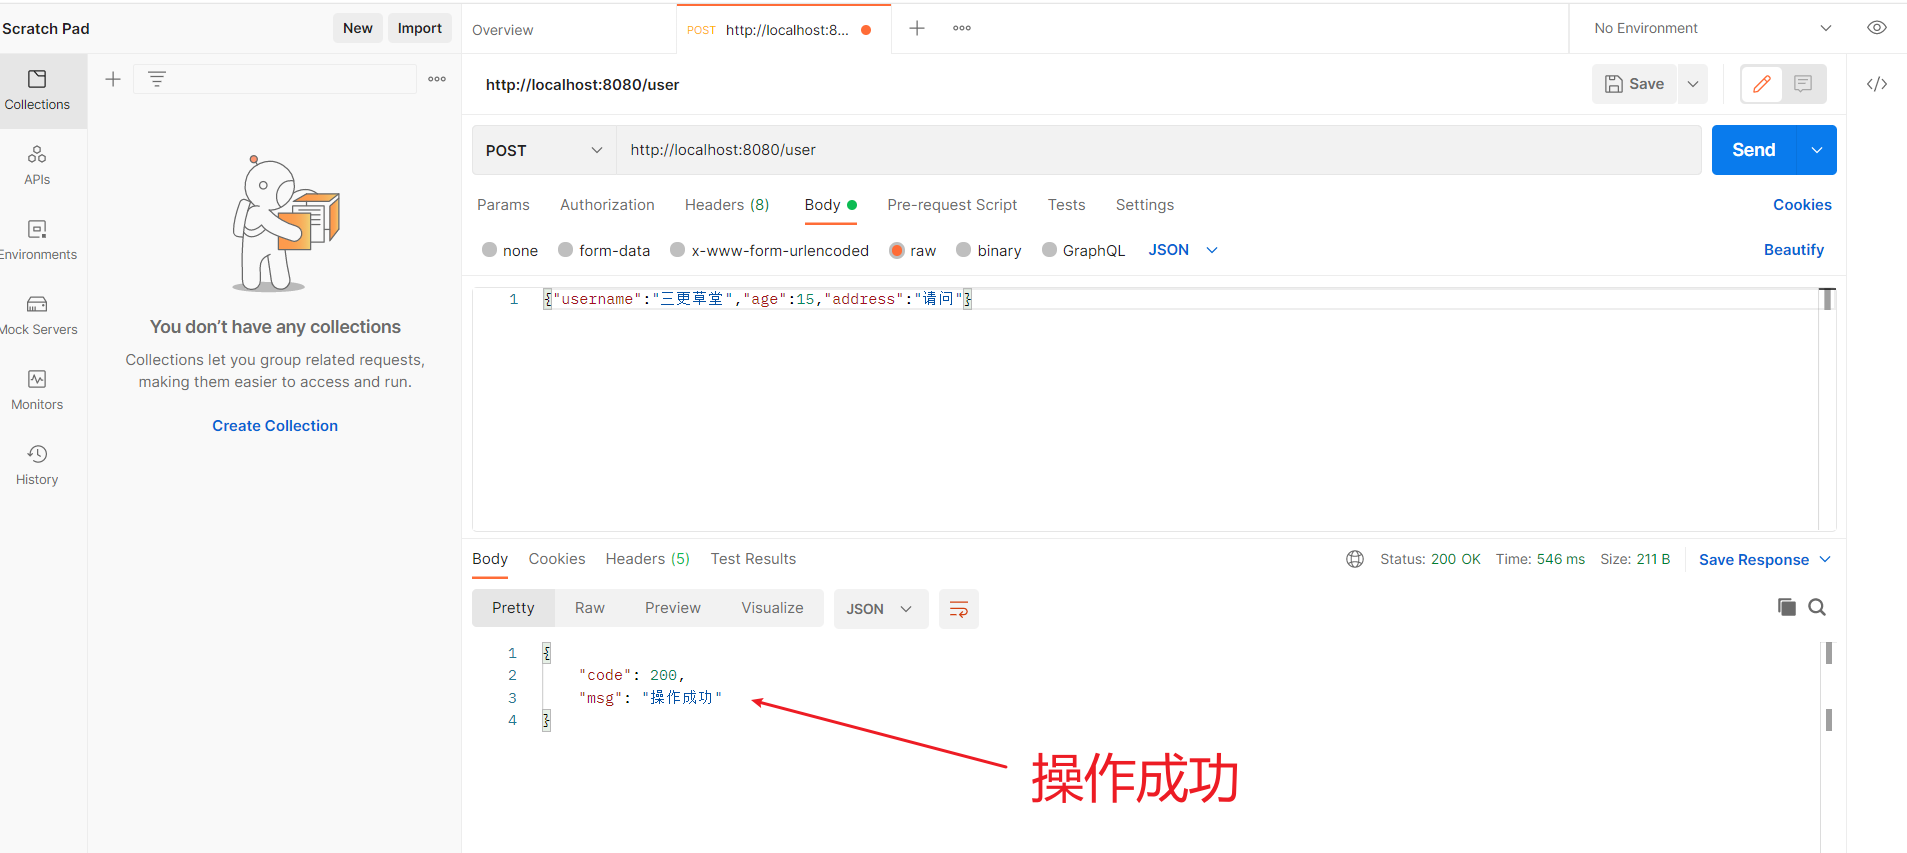 Scratch Pad
New
Import
Overview
POST http://localhost:8...
No Environment
Collections
APIs
Environments
Mock Servers
Monitors
History
You don't have any collections
Collections let you group related requests,
making them easier to access and run.
Create Collection
http://localhost:8080/user
Save
POST
http://localhost:8080/user
Send
Params Authorization Headers (8) Body Pre-request Script Tests Settings
Cookies
none form-data x-www-form-urlencoded raw binary GraphQL JSON
Beautify
1 {"username":"三更草堂","age":15,"address":"请问"}
Body Cookies Headers (5) Test Results
Status: 200 OK Time: 546 ms Size: 211 B
Save Response
Pretty Raw Preview Visualize JSON
1 {
2 "code": 200,
3 "msg": "操作成功"
4 }
操作成功